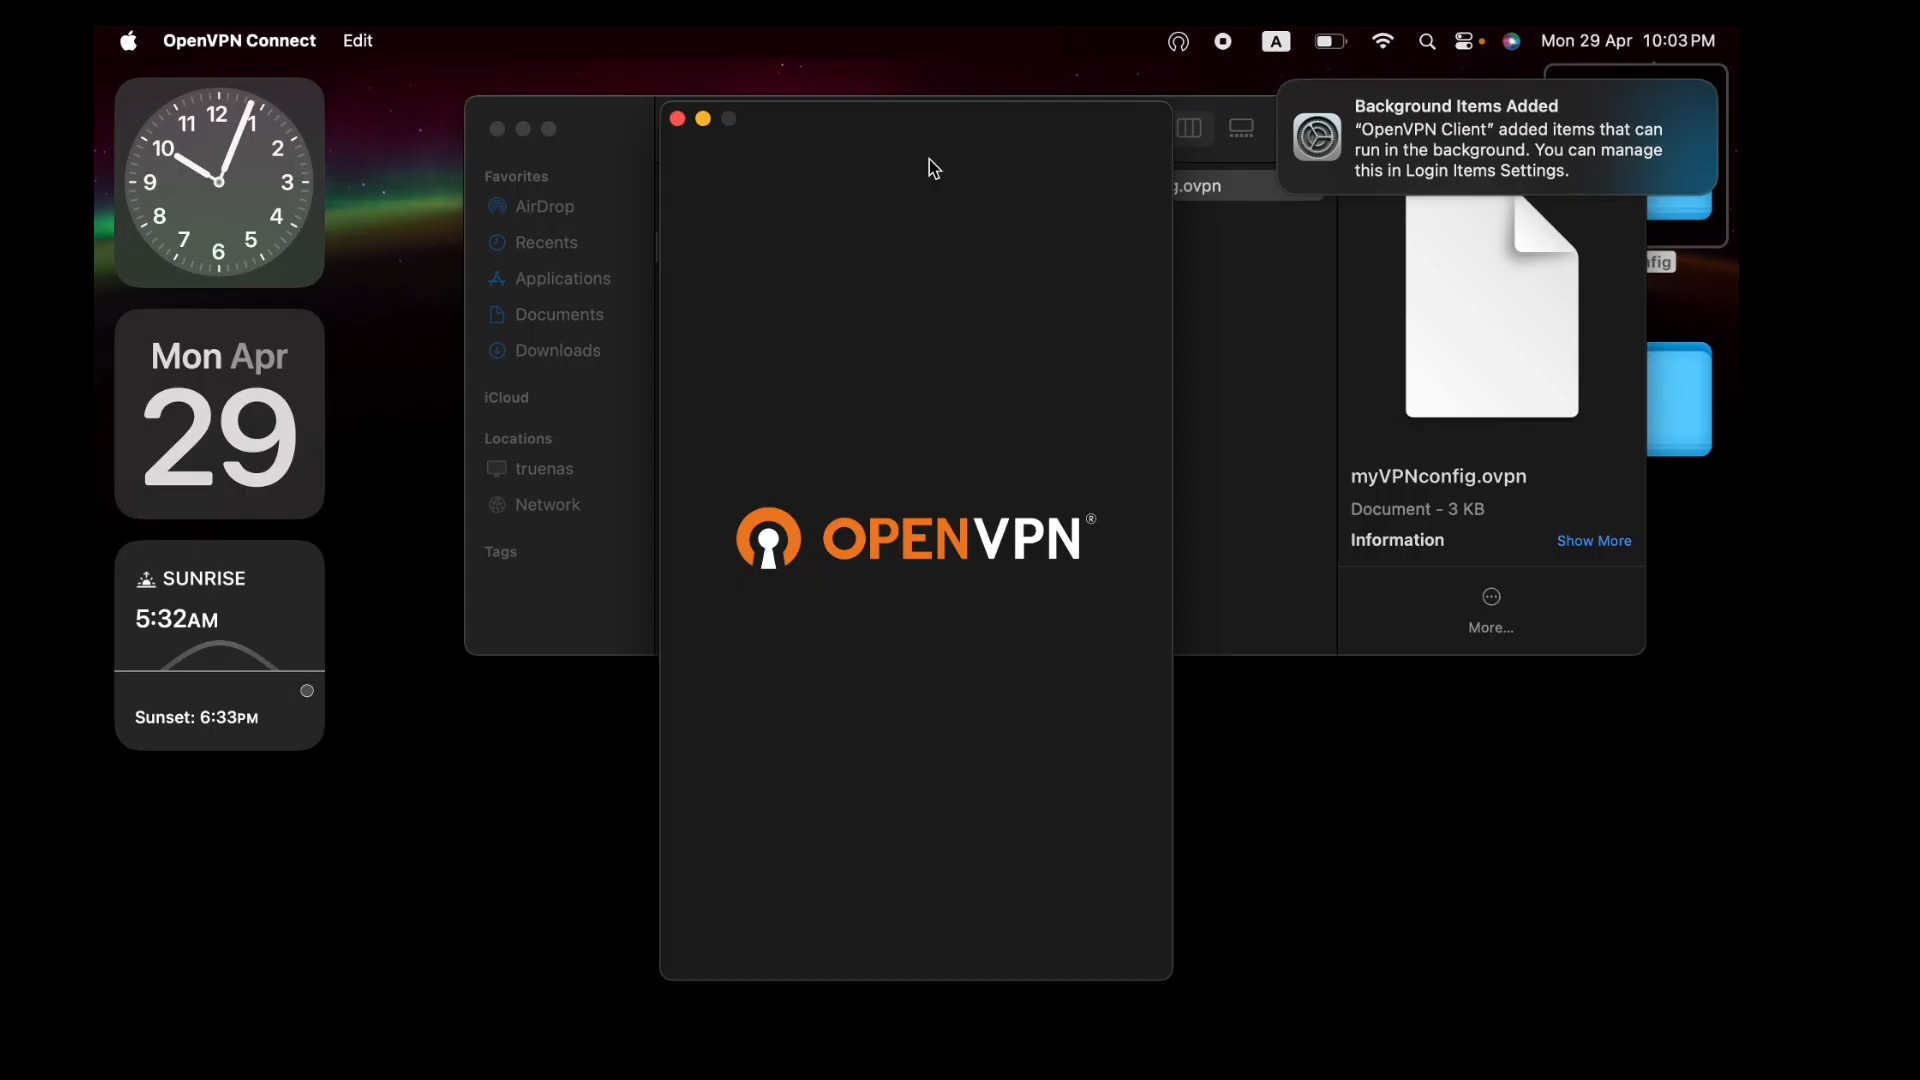 OpenVPN Connect Edit
A
Mon 29 Apr 10:03 PM
12
1
2
3
4
5
6
7
8
9
10
11
Mon Apr
29
SUNRISE
5:32AM
Sunset: 6:33PM
Favorites
AirDrop
Recents
Applications
Documents
Downloads
iCloud
Locations
truenas
Network
Tags
OPENVPN®
g.ovpn
Background Items Added
"OpenVPN Client" added items that can
run in the background. You can manage
this in Login Items Settings.
nfig
myVPNconfig.ovpn
Document - 3 KB
Information Show More
More...